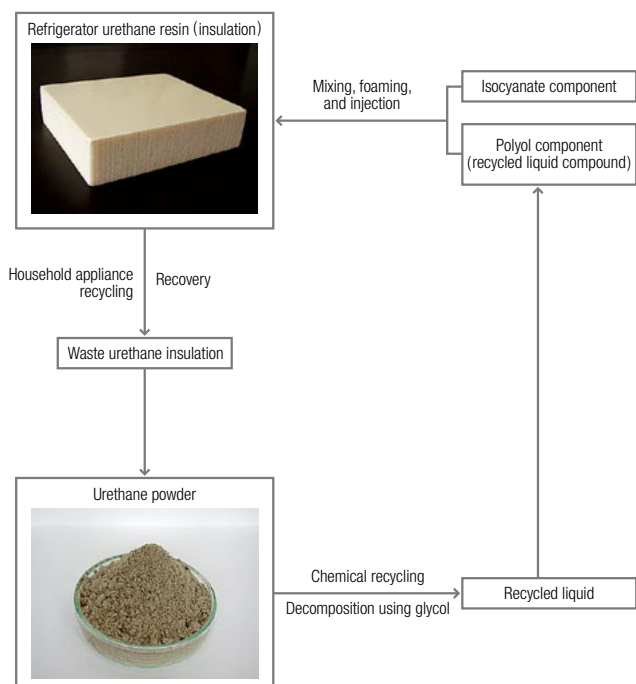 Refrigerator urethane resin (insulation)
Mixing, foaming,
and injection
Isocyanate component
Polyol component
(recycled liquid compound)
Household appliance
recycling
Recovery
Waste urethane insulation
Urethane powder
Chemical recycling
Decomposition using glycol
Recycled liquid